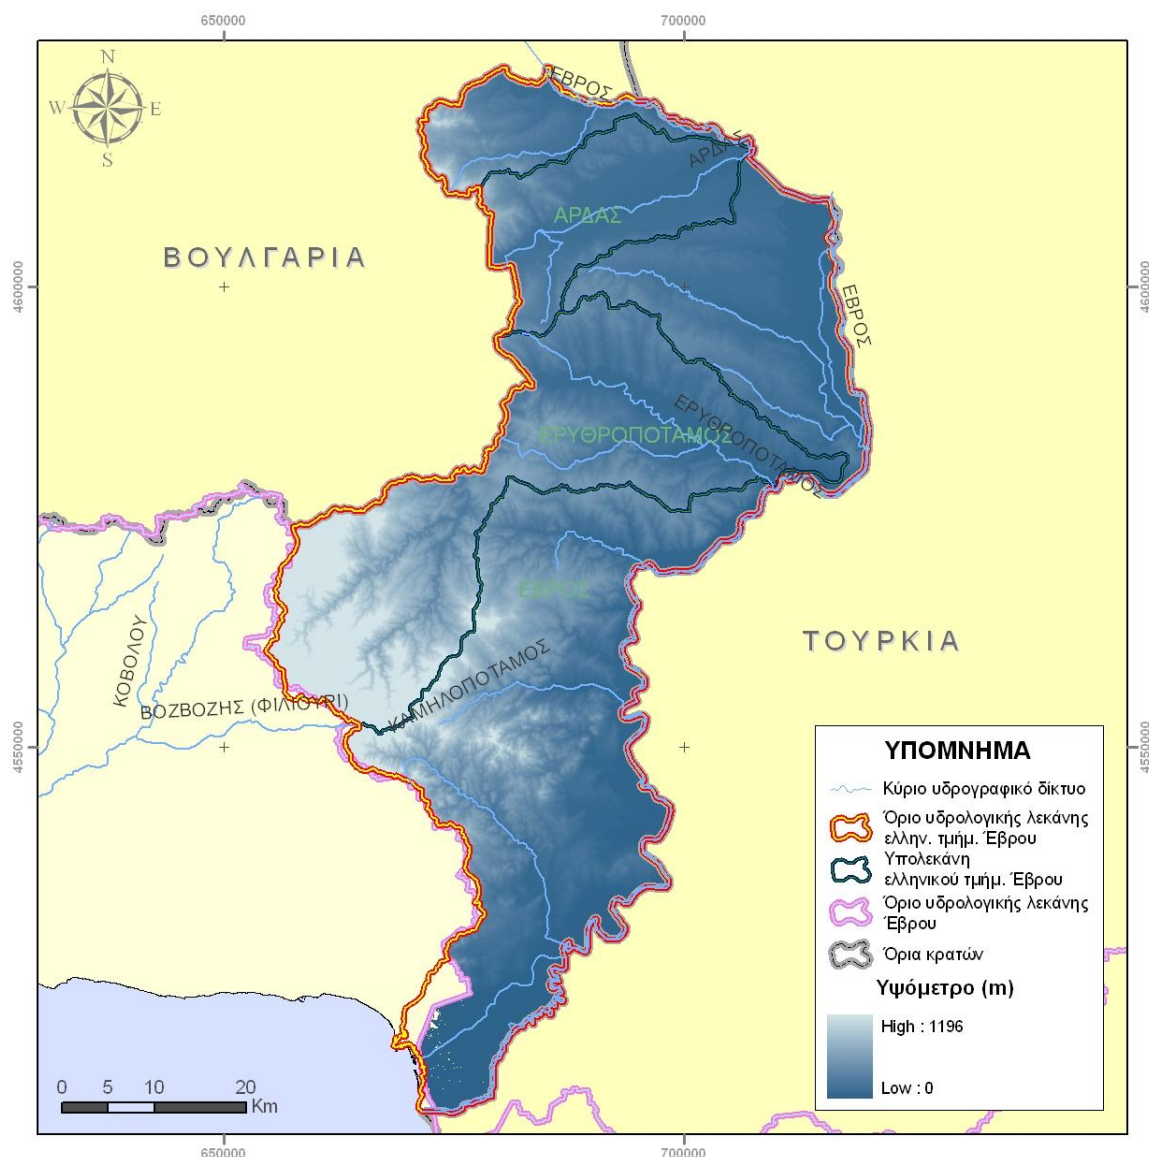 650000
700000
N
W
E
S
ΕΒΡΟΣ
ΑΡΔΑΣ
ΑΡΔΑΣ
ΒΟΥΛΓΑΡΙΑ
4600000
4600000
ΕΒΡΟΣ
ΕΡΥΘΡΟΠΟΤΑΜΟΣ
ΕΡΥΘΡΟΠΟΤΑΜΟΣ
ΕΒΡΟΣ
ΤΟΥΡΚΙΑ
ΚΟΒΟΛΟΥ
ΒΟΖΒΟΖΗΣ (ΦΙΛΙΟΥΡΙ)
ΚΑΜΗΛΟΠΟΤΑΜΟΣ
4550000
4550000
ΥΠΟΜΝΗΜΑ
Κύριο υδρογραφικό δίκτυο
Όριο υδρολογικής λεκάνης
ελλην. τμήμ. Έβρου
Υπολεκάνη
ελληνικού τμήμ. Έβρου
Όριο υδρολογικής λεκάνης
Έβρου
Όρια κρατών
Υψόμετρο (m)
High : 1196
Low : 0
0 5 10 20
Km
650000
700000